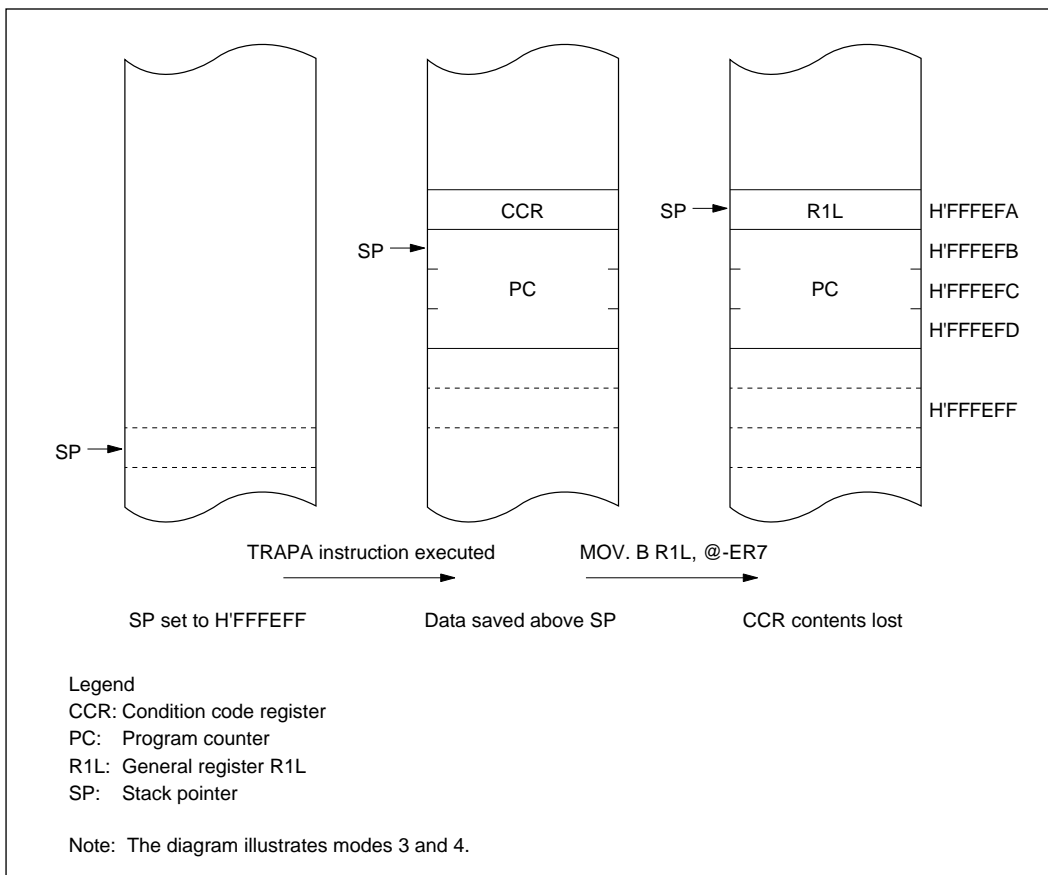 CCR
SP
R1L
H'FFFEFA
SP
H'FFFEFB
PC
PC
H'FFFEFC
H'FFFEFD
H'FFFEFF
SP
TRAPA instruction executed
MOV. B R1L, @-ER7
SP set to H'FFFEFF
Data saved above SP
CCR contents lost
Legend
CCR: Condition code register
PC: Program counter
R1L: General register R1L
SP: Stack pointer
Note: The diagram illustrates modes 3 and 4.